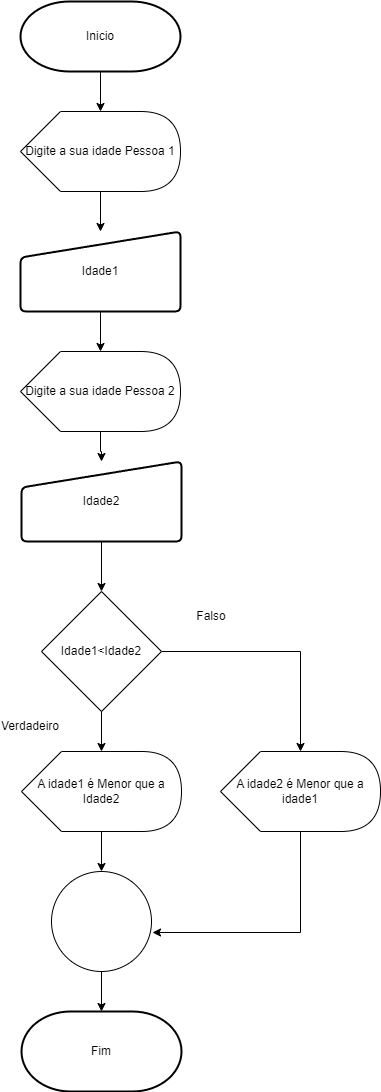 Inicio
Digite a sua idade Pessoa 1
Idade1
Digite a sua idade Pessoa 2
Idade2
Idade1<Idade2
Falso
Verdadeiro
A idade1 é Menor que a
Idade2
A idade2 é Menor que a
idade1
Fim